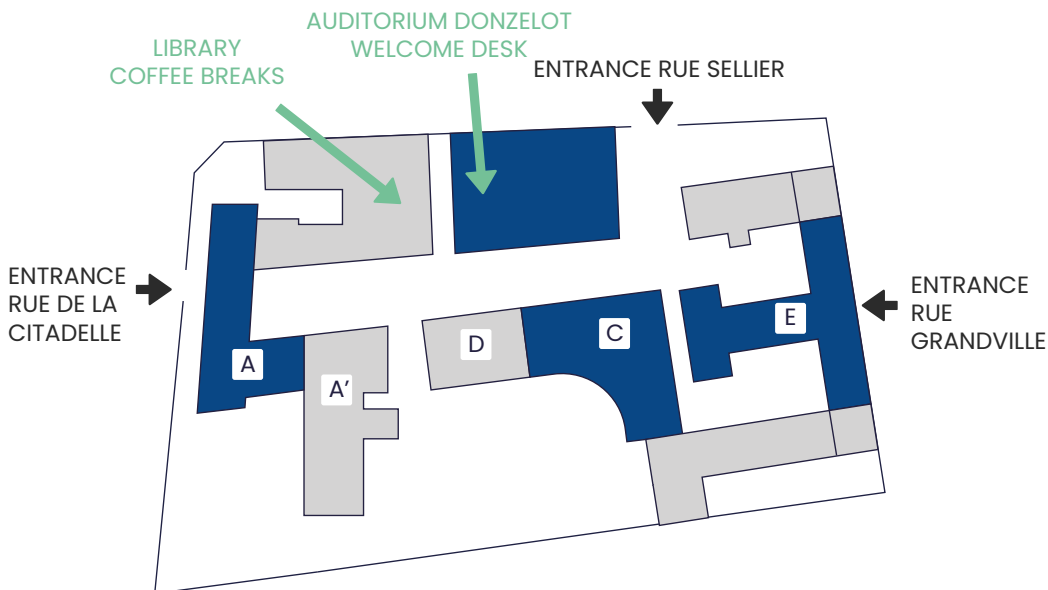 AUDITORIUM DONZELOT
WELCOME DESK
LIBRARY
COFFEE BREAKS
ENTRANCE RUE SELLIER
ENTRANCE
RUE DE LA
CITADELLE
ENTRANCE
RUE
GRANDVILLE
A
A'
D
C
E